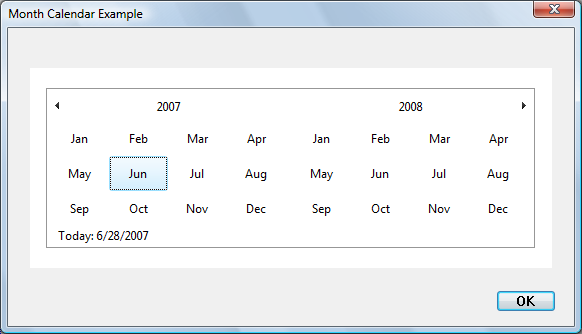 Month Calendar Example
2007 2008
Jan Feb Mar Apr Jan Feb Mar Apr
May Jun Jul Aug May Jun Jul Aug
Sep Oct Nov Dec Sep Oct Nov Dec
Today: 6/28/2007
OK